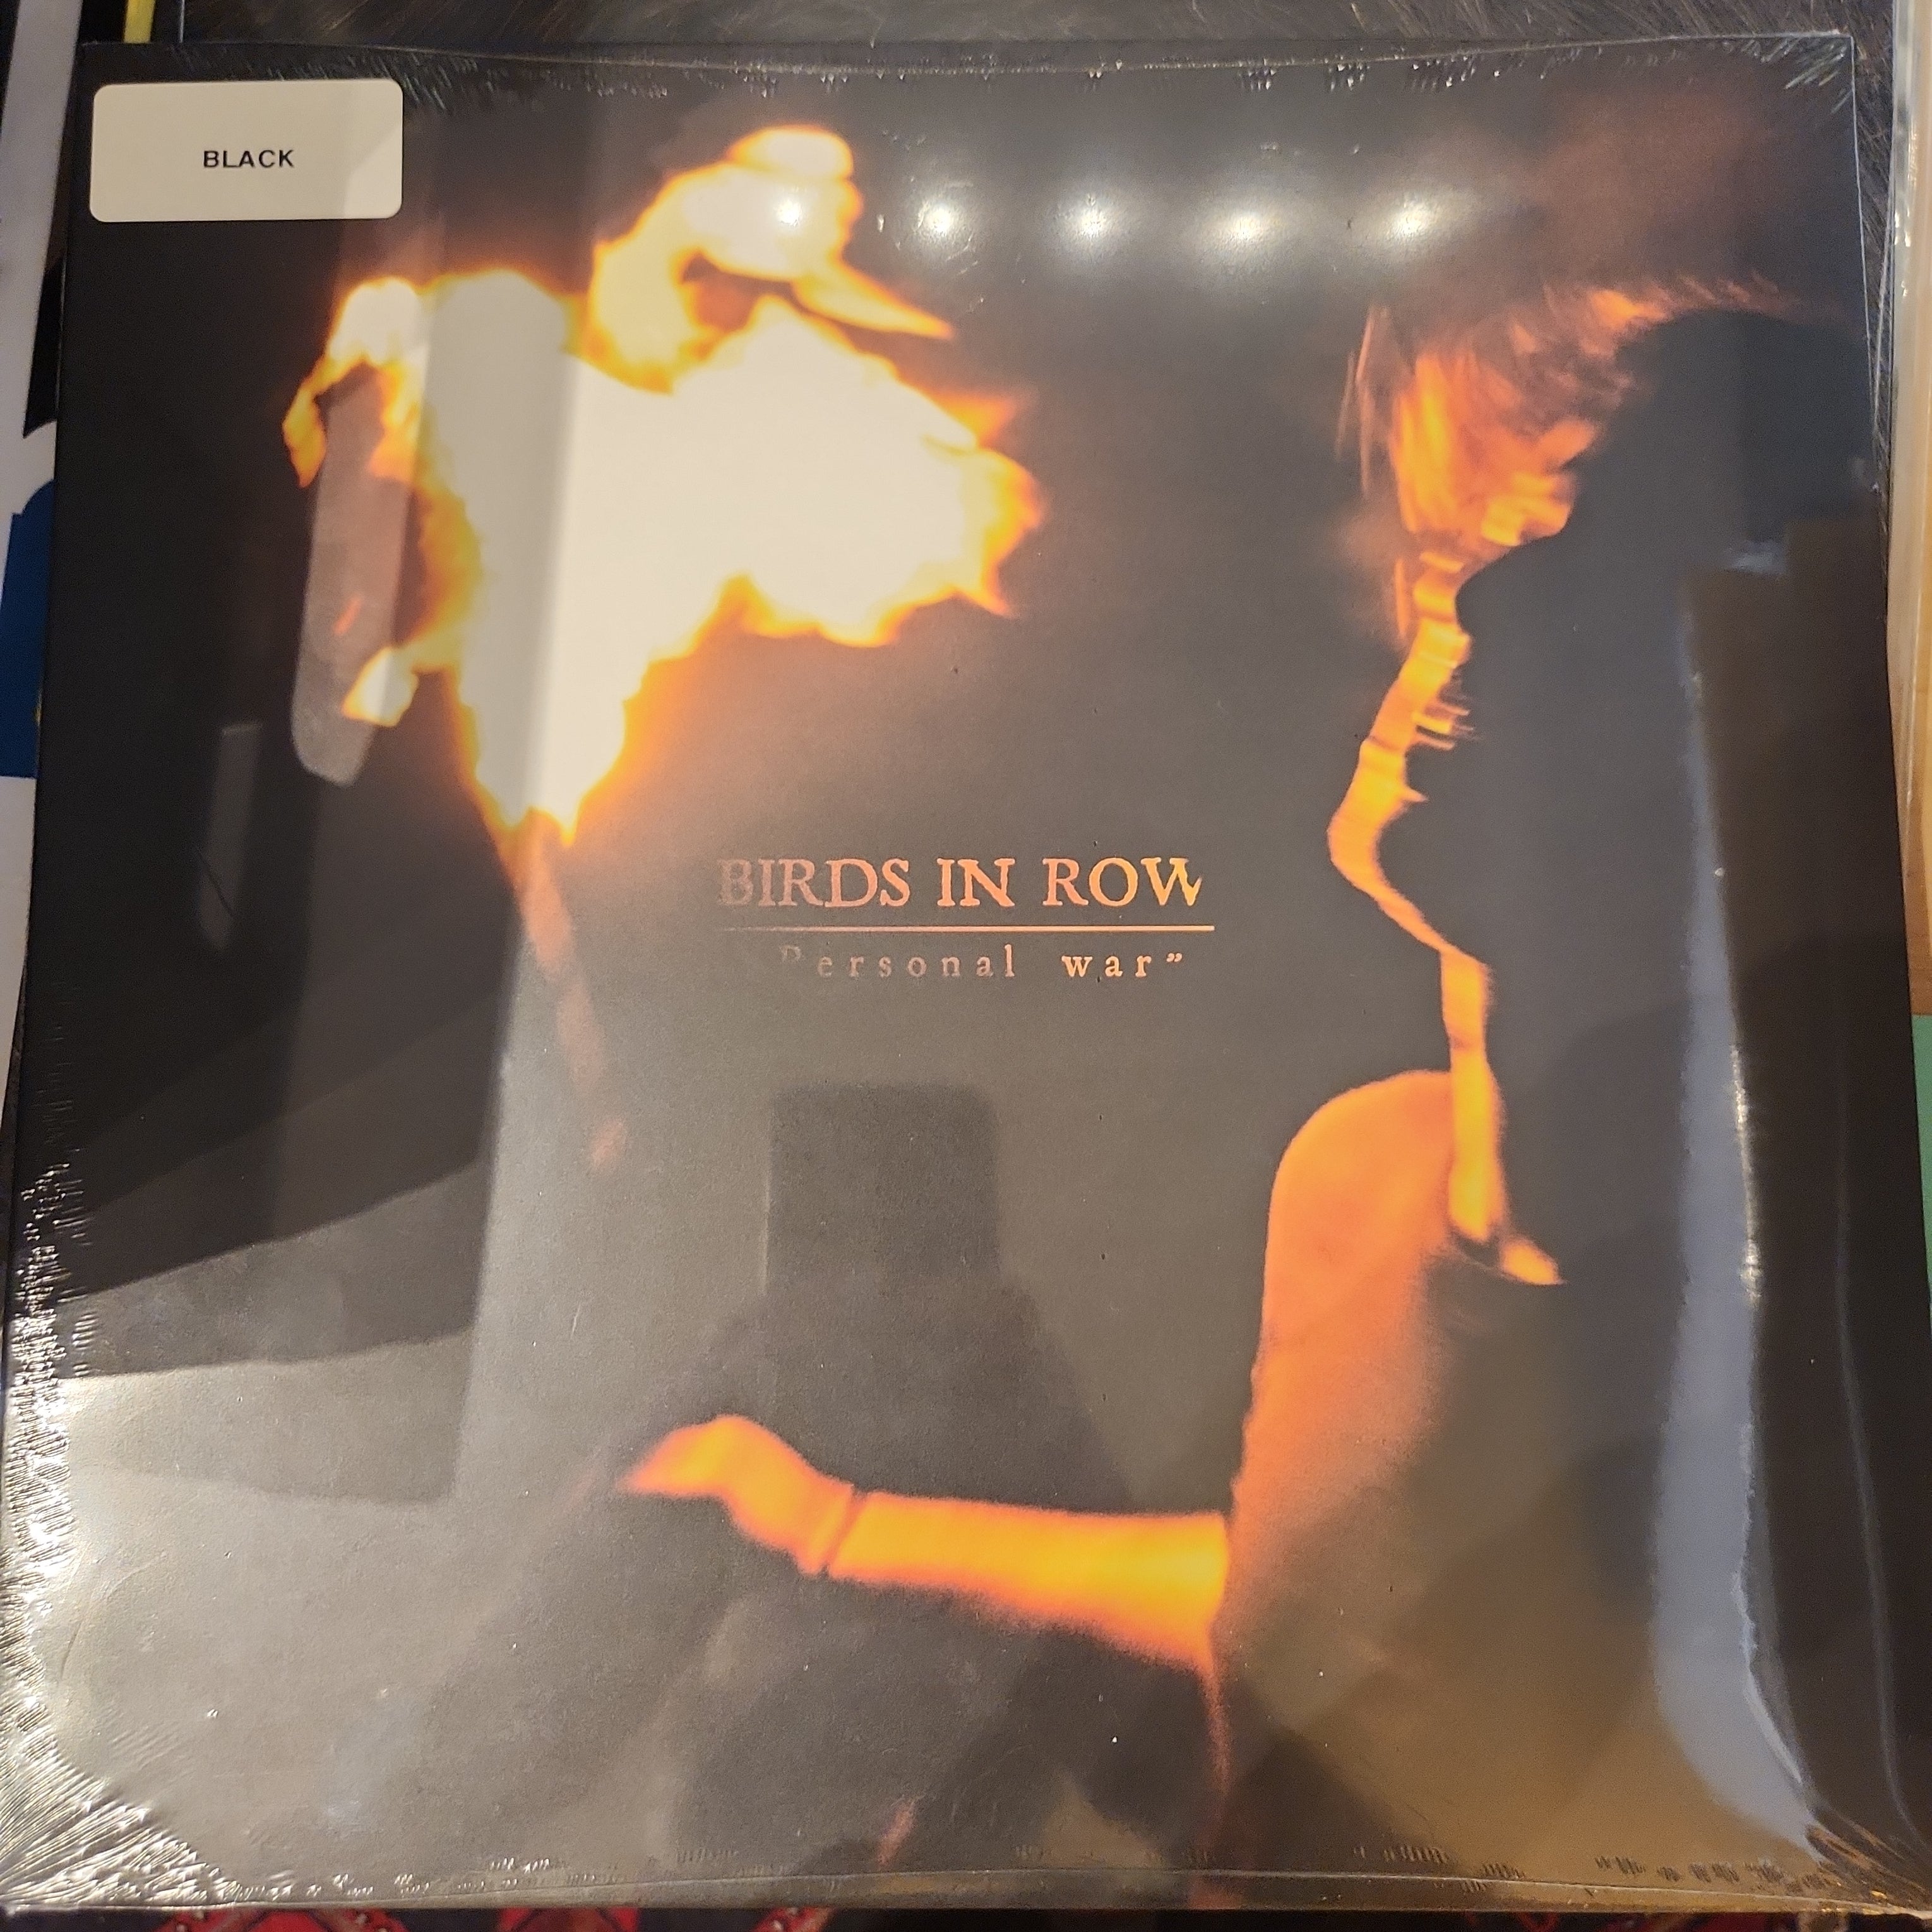 BLACK
BIRDS IN ROW
"Personal war"